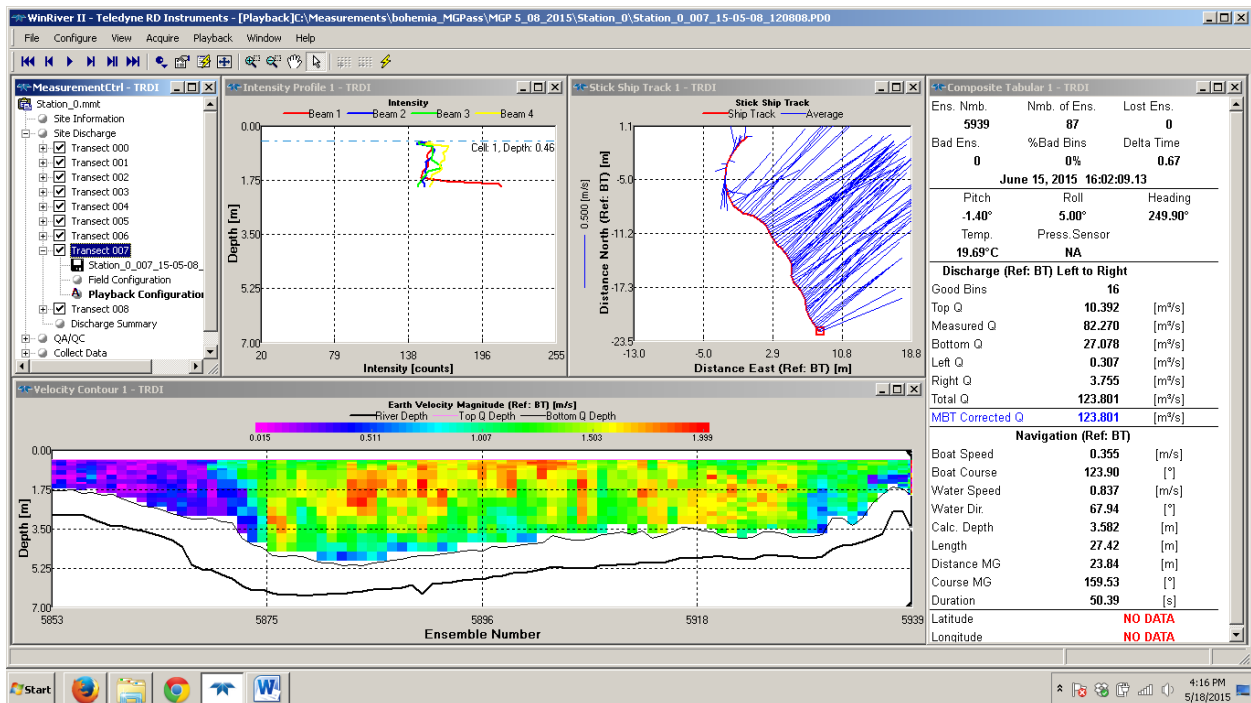 WinRiver II - Teledyne RD Instruments - [Playback]C:\Measurements\bohemia_MGPass\MGP 5_08_2015\Station_0\Station_0_007_15-05-08_120808.PD0
File Configure View Acquire Playback Window Help
MeasurementCtrl - TRDI
Station_0.mmt
Site Information
Site Discharge
Transect 000
Transect 001
Transect 002
Transect 003
Transect 004
Transect 005
Transect 006
Transect 007
Station_0_007_15-05-08_
Field Configuration
Playback Configuration
Transect 008
Discharge Summary
QA/QC
Collect Data
Intensity Profile 1 - TRDI
Intensity
Beam 1 Beam 2 Beam 3 Beam 4
Cell: 1, Depth: 0.46
Depth [m]
0.00
1.75
3.50
5.25
7.00
20 79 138 196 255
Intensity [counts]
Stick Ship Track 1 - TRDI
Stick Ship Track
Ship Track Average
0.500 [m/s]
Distance North (Ref: BT) [m]
1.1
-5.0
-11.2
-17.3
-23.5
-13.0 -5.0 2.9 10.8 18.8
Distance East (Ref: BT) [m]
Composite Tabular 1 - TRDI
Ens. Nmb. Nmb. of Ens. Lost Ens.
5939 87 0
Bad Ens. %Bad Bins Delta Time
0 0% 0.67
June 15, 2015 16:02:09.13
Pitch Roll Heading
-1.40° 5.00° 249.90°
Temp. Press.Sensor
19.69°C NA
Discharge (Ref: BT) Left to Right
Good Bins 16
Top Q 10.392 [m³/s]
Measured Q 82.270 [m³/s]
Bottom Q 27.078 [m³/s]
Left Q 0.307 [m³/s]
Right Q 3.755 [m³/s]
Total Q 123.801 [m³/s]
MBT Corrected Q 123.801 [m³/s]
Navigation (Ref: BT)
Boat Speed 0.355 [m/s]
Boat Course 123.90 [°]
Water Speed 0.837 [m/s]
Water Dir. 67.94 [°]
Calc. Depth 3.582 [m]
Length 27.42 [m]
Distance MG 23.84 [m]
Course MG 159.53 [°]
Duration 50.39 [s]
Latitude NO DATA
Longitude NO DATA
Velocity Contour 1 - TRDI
Earth Velocity Magnitude (Ref: BT) [m/s]
River Depth Top Q Depth Bottom Q Depth
0.015 0.511 1.007 1.503 1.999
Depth [m]
0.00
1.75
3.50
5.25
7.00
5853 5875 5896 5918 5939
Ensemble Number
Start
4:16 PM
5/18/2015